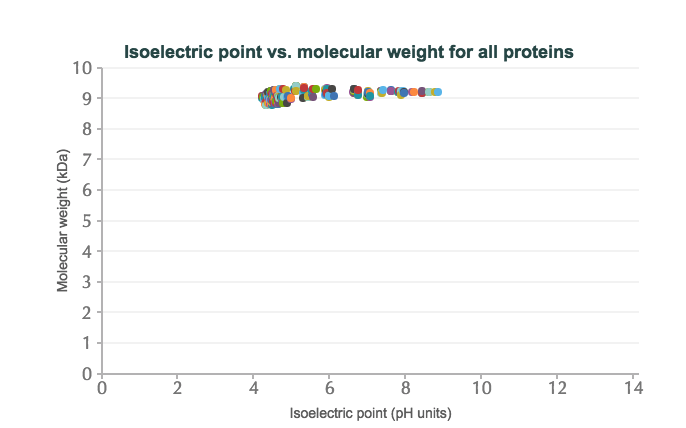 Isoelectric point vs. molecular weight for all proteins
10
9
8
7
6
5
4
3
2
1
0
Molecular weight (kDa)
0 2 4 6 8 10 12 14
Isoelectric point (pH units)